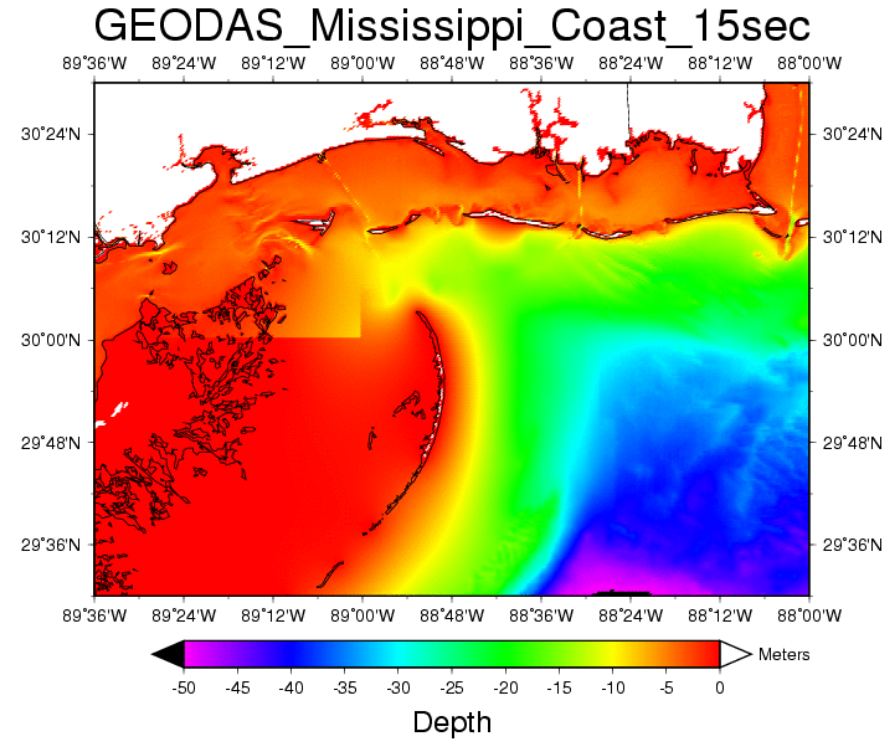 GEODAS_Mississippi_Coast_15sec
89°36'W 89°24'W 89°12'W 89°00'W 88°48'W 88°36'W 88°24'W 88°12'W 88°00'W
30°24'N 30°24'N
30°12'N 30°12'N
30°00'N 30°00'N
29°48'N 29°48'N
29°36'N 29°36'N
89°36'W 89°24'W 89°12'W 89°00'W 88°48'W 88°36'W 88°24'W 88°12'W 88°00'W
Meters
-50 -45 -40 -35 -30 -25 -20 -15 -10 -5 0
Depth